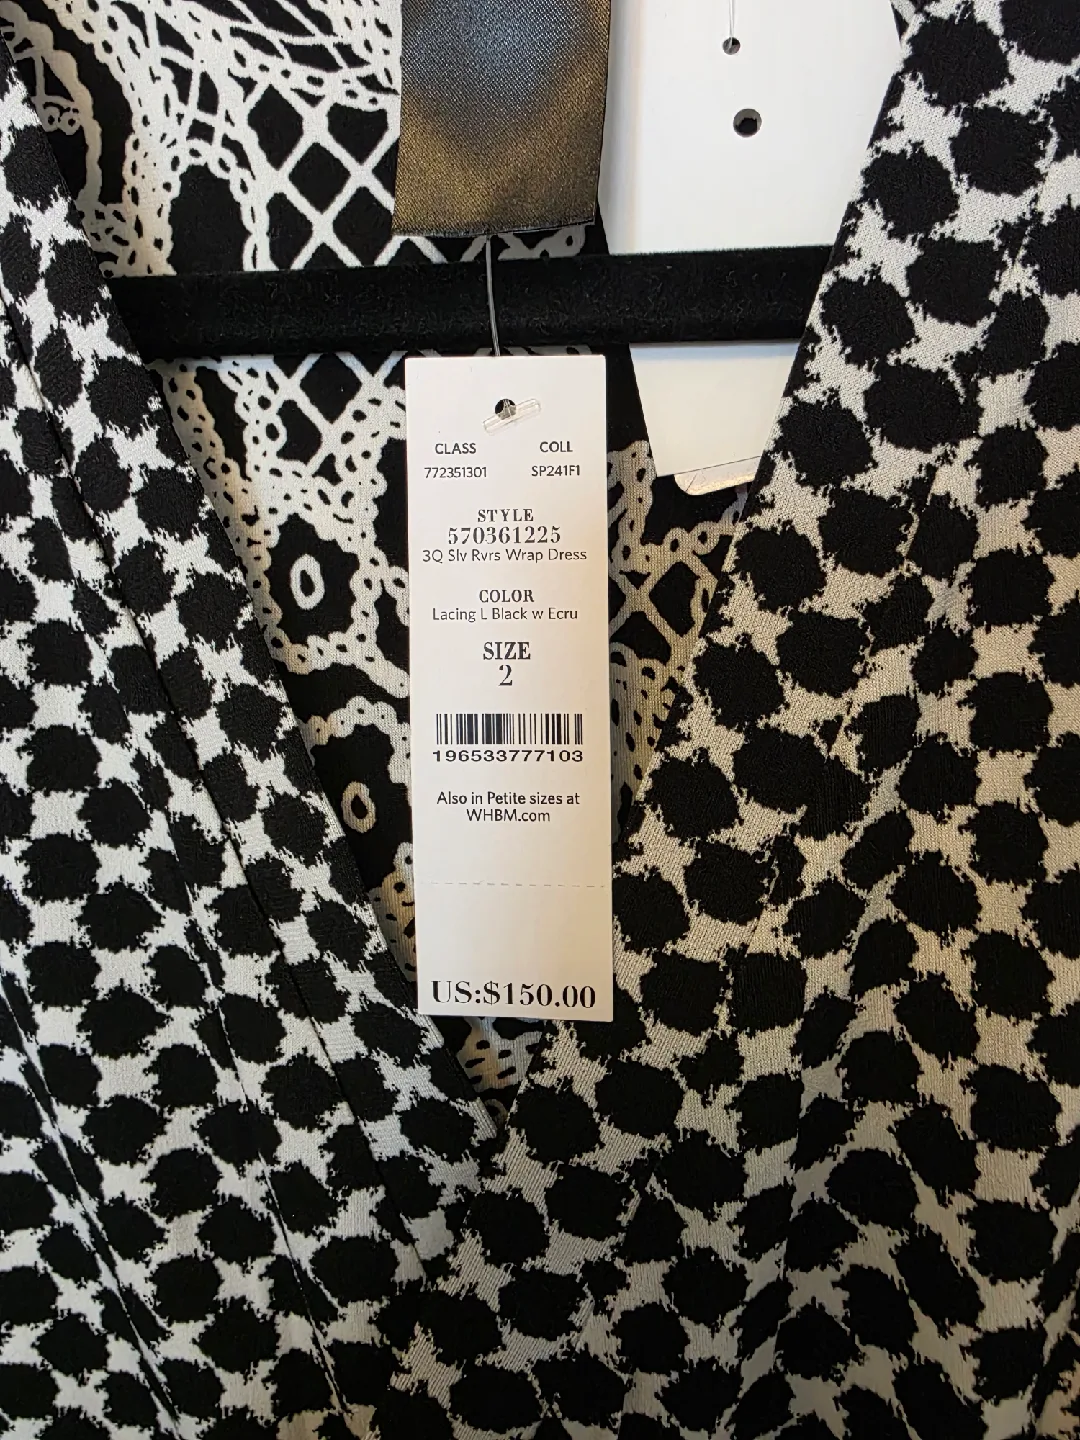 CLASS COLL
772351301 SP241F1
STYLE
570361225
3Q Slv Rvrs Wrap Dress
COLOR
Lacing L Black w Ecru
SIZE
2
196533777103
Also in Petite sizes at
WHBM.com
US:$150.00